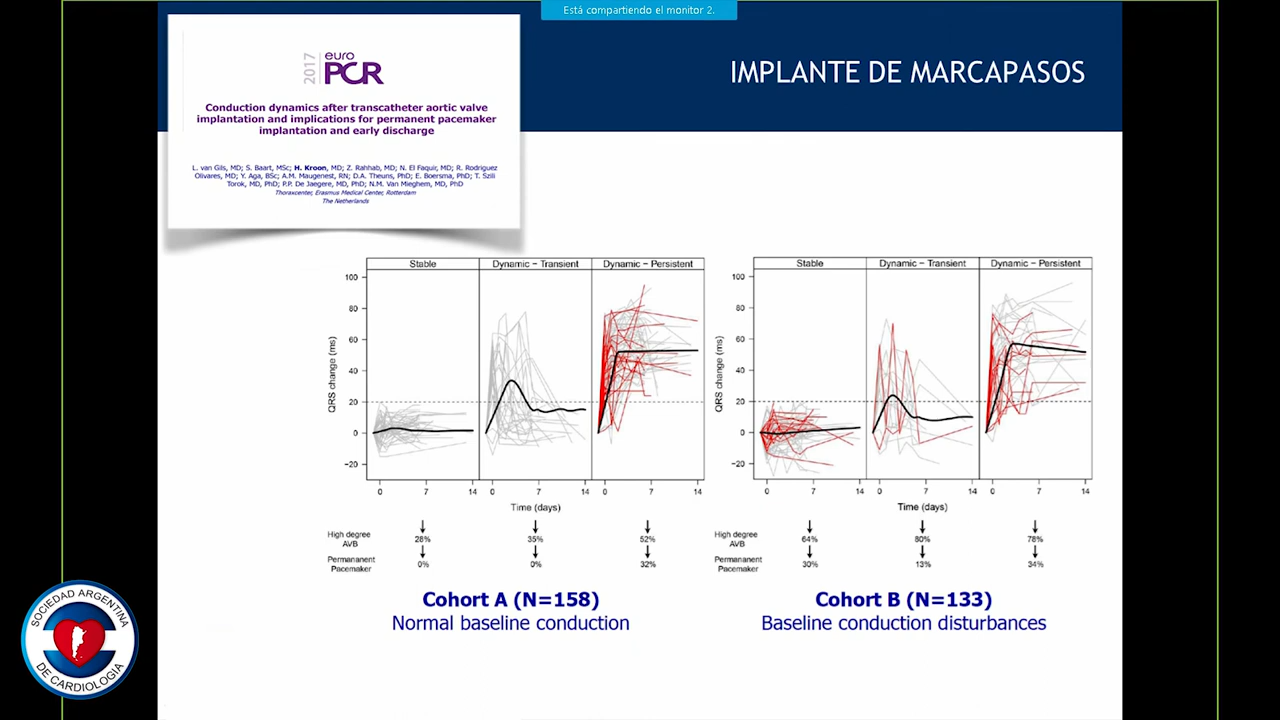 Está compartiendo el monitor 2.
2017
euro
PCR
IMPLANTE DE MARCAPASOS
Conduction dynamics after transcatheter aortic valve
implantation and implications for permanent pacemaker
implantation and early discharge
L. van Gils, MD; S. Baart, MSc; H. Kroon, MD; Z. Rahhab, MD; N. El Faquir, MD; R. Rodriguez
Olivares, MD; Y. Aga, BSc; A.M. Maugenest, RN; D.A. Theuns, PhD; E. Boersma, PhD; T. Szili
Torok, MD, PhD; P.P. De Jaegere, MD, PhD; N.M. Van Mieghem, MD, PhD
Thoraxcenter, Erasmus Medical Center, Rotterdam
The Netherlands
Stable
Dynamic − Transient
Dynamic − Persistent
QRS change (ms)
100
80
60
40
20
0
−20
0 7 14
0 7 14
0 7 14
Time (days)
High degree
AVB
28% 35% 52%
Permananent
Pacemaker
0% 0% 32%
Cohort A (N=158)
Normal baseline conduction
Stable
Dynamic − Transient
Dynamic − Persistent
QRS change (ms)
100
80
60
40
20
0
−20
0 7 14
0 7 14
0 7 14
Time (days)
High degree
AVB
64% 80% 78%
Permananent
Pacemaker
30% 13% 34%
Cohort B (N=133)
Baseline conduction disturbances
SOCIEDAD ARGENTINA
DE CARDIOLOGIA